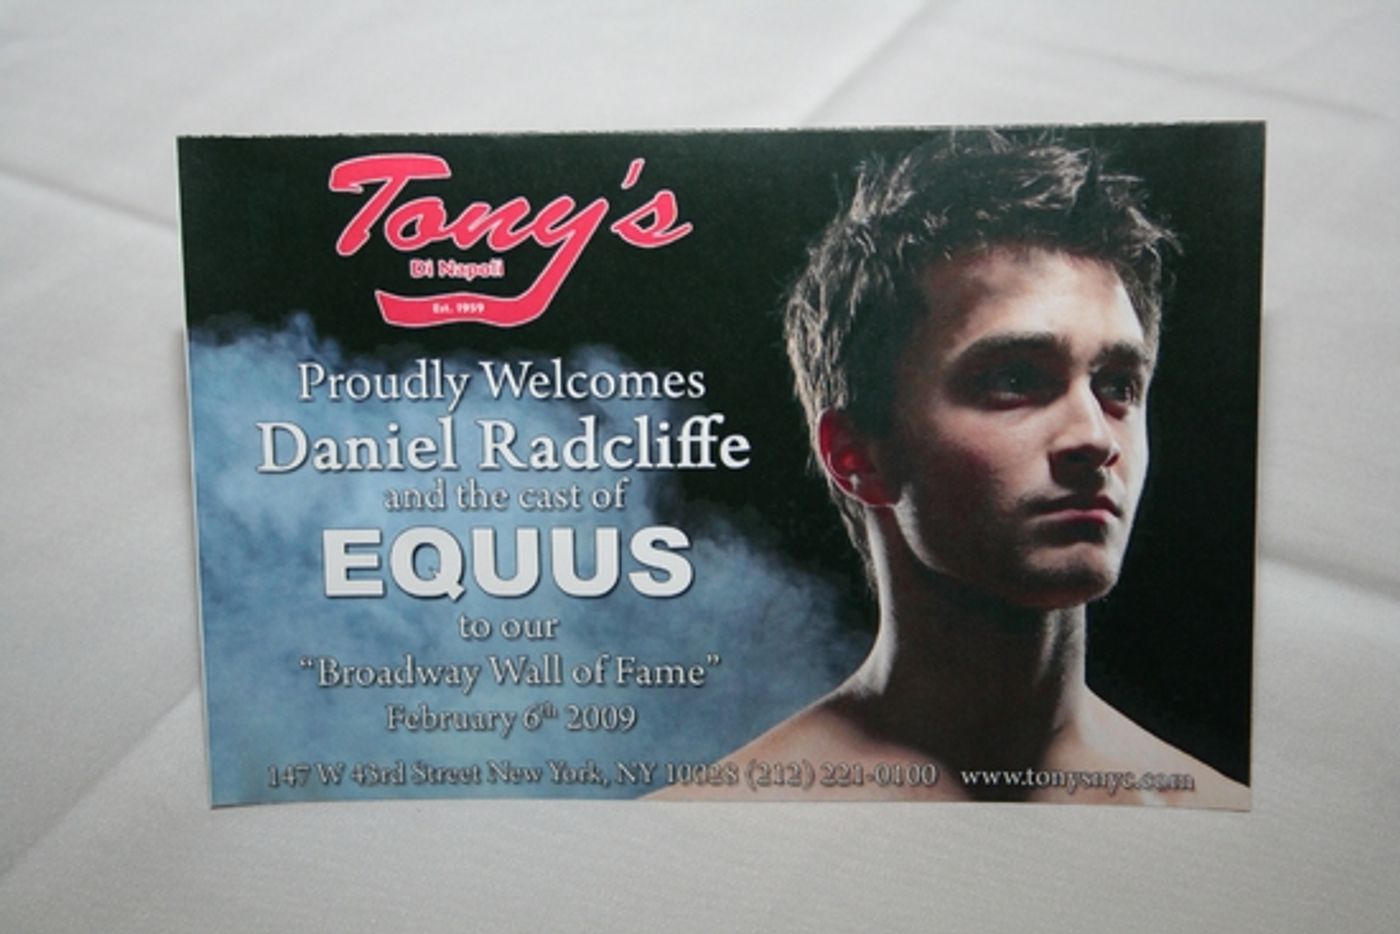 Tony's
Di Napoli
Est. 1959
Proudly Welcomes
Daniel Radcliffe
and the cast of
EQUUS
to our
“Broadway Wall of Fame”
February 6th 2009
147 W 43rd Street New York, NY 10028 (212) 221-0100 www.tonysnyc.com